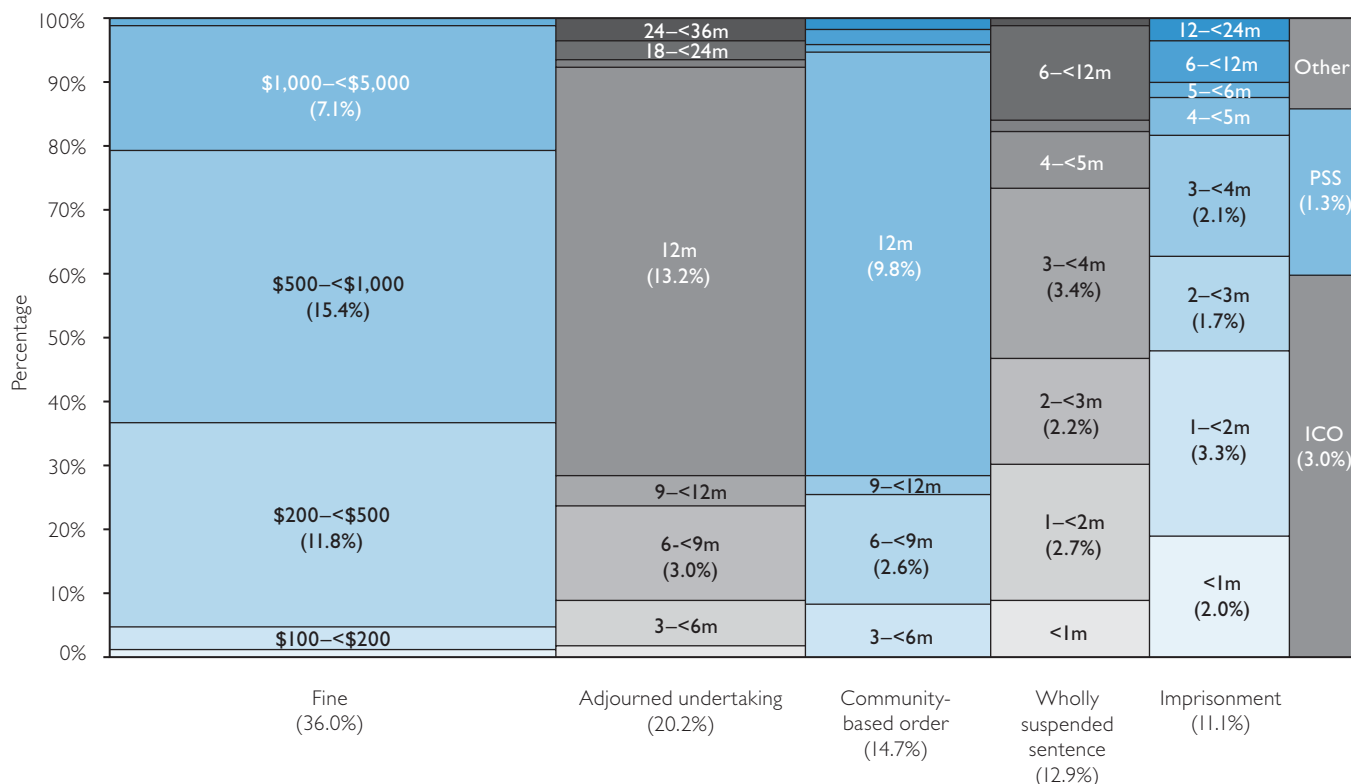 100%
90%
80%
70%
60%
50%
40%
30%
20%
10%
0%
Percentage
$1,000–<$5,000
(7.1%)
$500–<$1,000
(15.4%)
$200–<$500
(11.8%)
$100–<$200
24–<36m
18–<24m
12m
(13.2%)
9–<12m
6-<9m
(3.0%)
3–<6m
12m
(9.8%)
9–<12m
6–<9m
(2.6%)
3–<6m
6–<12m
4–<5m
3–<4m
(3.4%)
2–<3m
(2.2%)
1–<2m
(2.7%)
<1m
12–<24m
6–<12m
5–<6m
4–<5m
3–<4m
(2.1%)
2–<3m
(1.7%)
1–<2m
(3.3%)
<1m
(2.0%)
Other
PSS
(1.3%)
ICO
(3.0%)
Fine
(36.0%)
Adjourned undertaking
(20.2%)
Community-
based order
(14.7%)
Wholly
suspended
sentence
(12.9%)
Imprisonment
(11.1%)